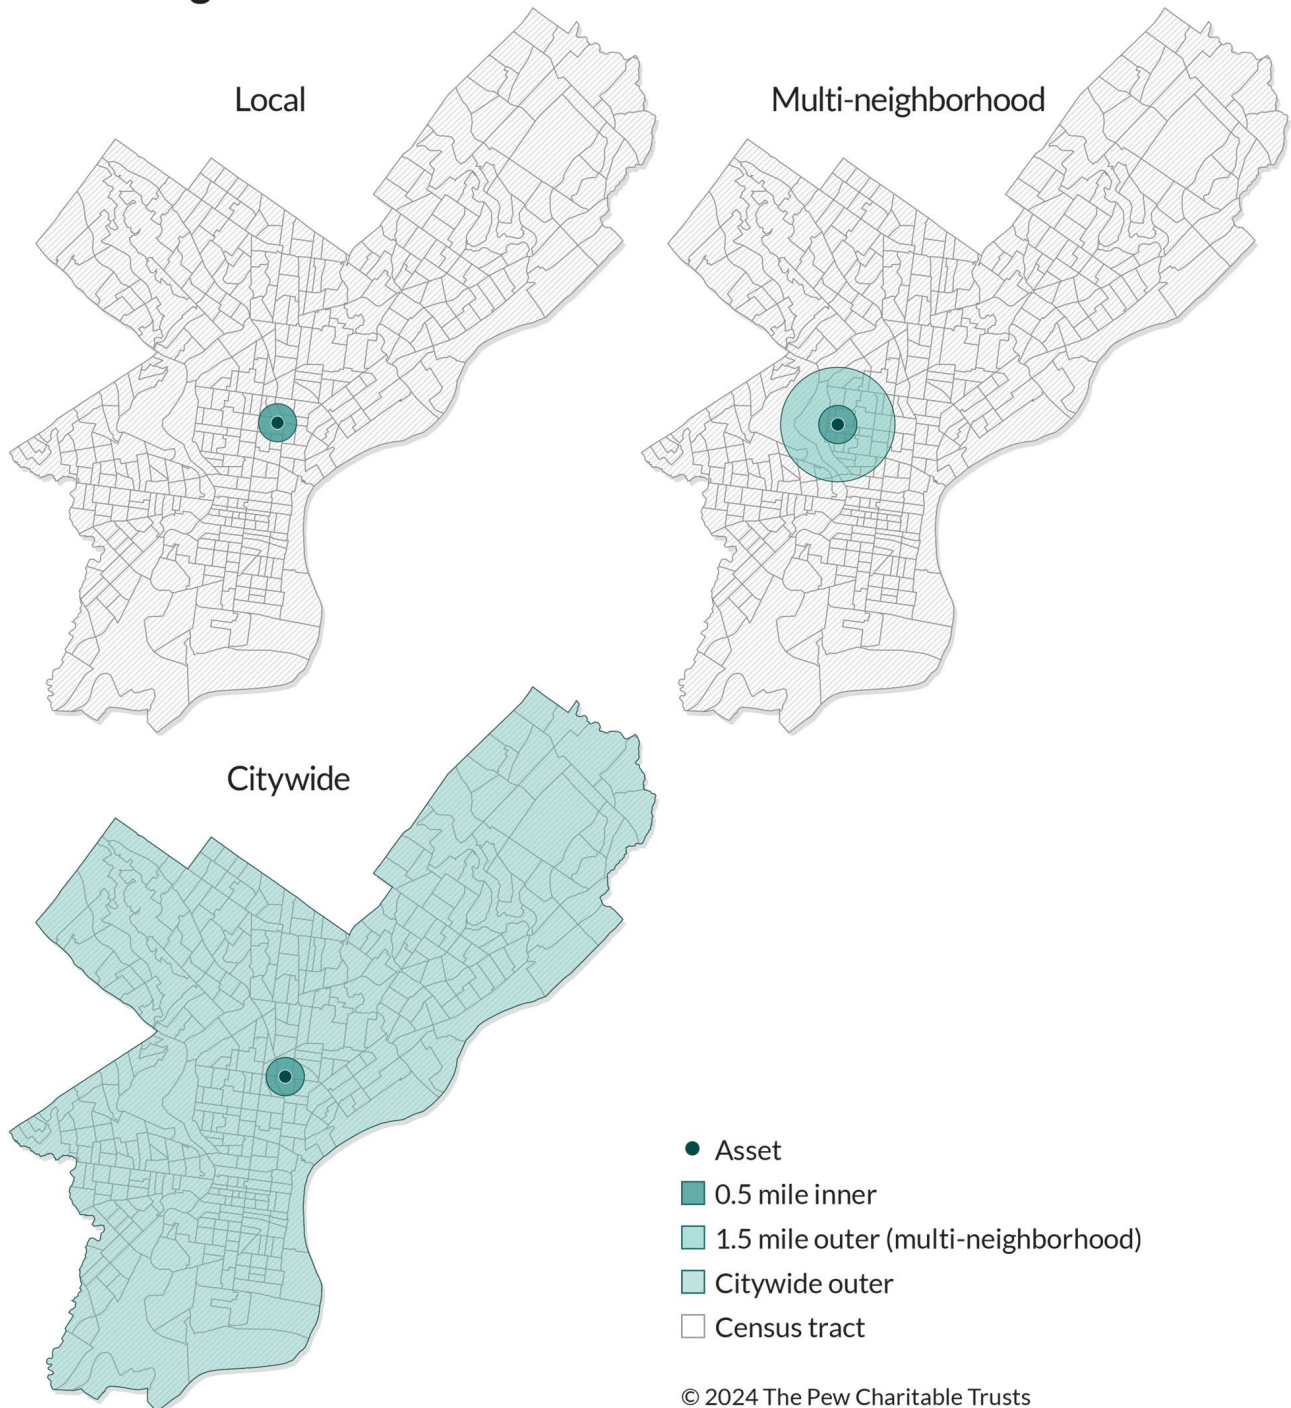 Local
Multi-neighborhood
Citywide
Asset
0.5 mile inner
1.5 mile outer (multi-neighborhood)
Citywide outer
Census tract
© 2024 The Pew Charitable Trusts